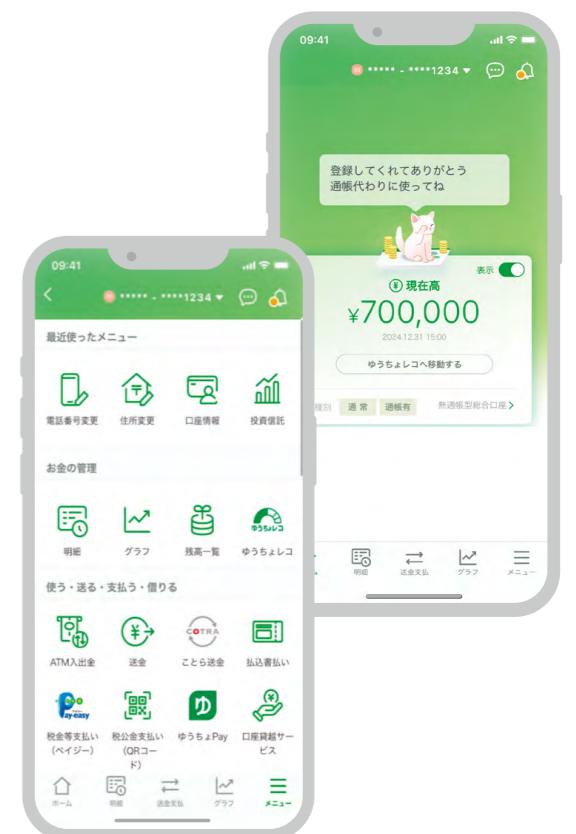 09:41
***** - ****1234 ▼
登録してくれてありがとう
通帳代わりに使ってね
表示
¥ 現在高
¥700,000
2024.12.31 15:00
ゆうちょレコへ移動する
種別 通常 通帳有 無通帳型総合口座 >
明細 送金支払 グラフ メニュー
09:41
***** - ****1234 ▼
最近使ったメニュー
電話番号変更 住所変更 口座情報 投資信託
お金の管理
ゆうちょレコ
明細 グラフ 残高一覧 ゆうちょレコ
使う・送る・支払う・借りる
COTRA
ATM入出金 送金 ことら送金 払込書払い
Pay-easy ゆ
税金等支払い 税公金支払い ゆうちょPay 口座貸越サー
(ペイジー) (QRコー ビス
ド)
ホーム 明細 送金支払 グラフ メニュー